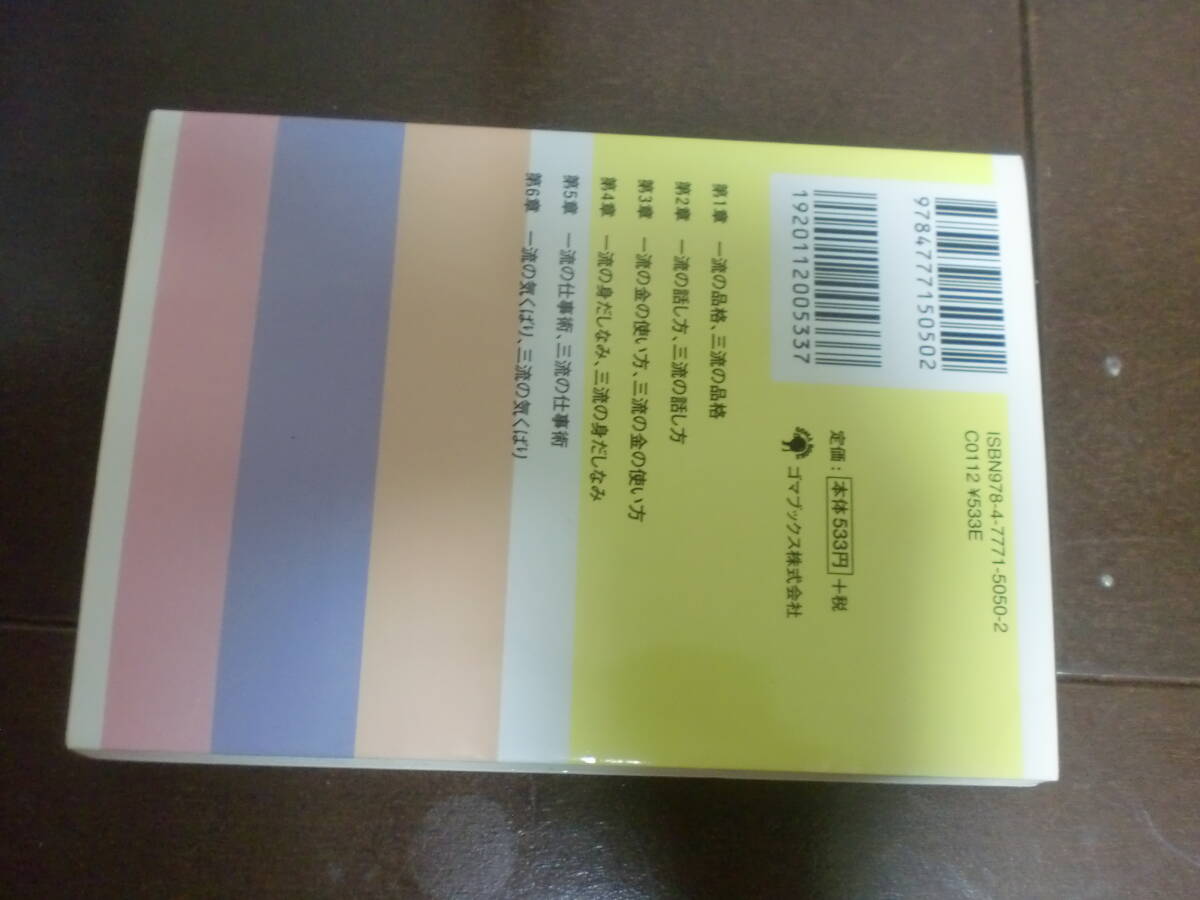 9784777150502
1920112005337
ISBN978-4-7771-5050-2
C0112 ¥533E
定価：本体533円＋税
ゴマブックス株式会社
第1章 一流の品格、三流の品格
第2章 一流の話し方、三流の話し方
第3章 一流の金の使い方、三流の金の使い方
第4章 一流の身だしなみ、三流の身だしなみ
第5章 一流の仕事術、三流の仕事術
第6章 一流の気くばり、三流の気くばり